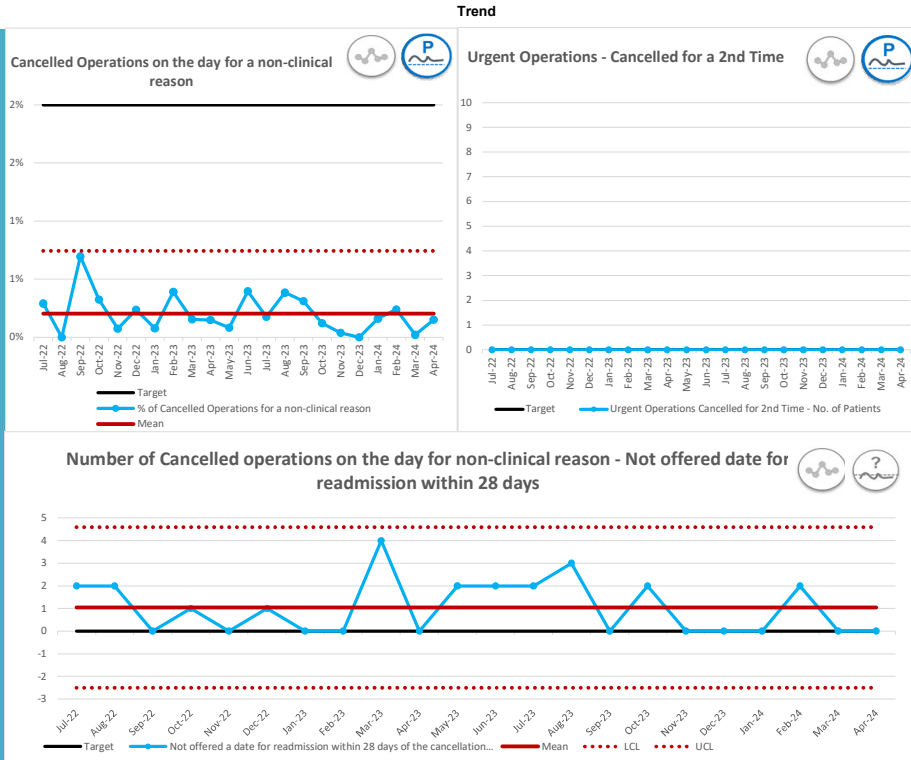 Trend
Cancelled Operations on the day for a non-clinical
reason
P
2%
2%
1%
1%
0%
Jul-22
Aug-22
Sep-22
Oct-22
Nov-22
Dec-22
Jan-23
Feb-23
Mar-23
Apr-23
May-23
Jun-23
Jul-23
Aug-23
Sep-23
Oct-23
Nov-23
Dec-23
Jan-24
Feb-24
Mar-24
Apr-24
Target
% of Cancelled Operations for a non-clinical reason
Mean
Urgent Operations - Cancelled for a 2nd Time
P
10
9
8
7
6
5
4
3
2
1
0
Jul-22
Aug-22
Sep-22
Oct-22
Nov-22
Dec-22
Jan-23
Feb-23
Mar-23
Apr-23
May-23
Jun-23
Jul-23
Aug-23
Sep-23
Oct-23
Nov-23
Dec-23
Jan-24
Feb-24
Mar-24
Apr-24
Target Urgent Operations Cancelled for 2nd Time - No. of Patients
Number of Cancelled operations on the day for non-clinical reason - Not offered date for
readmission within 28 days
?
5
4
3
2
1
0
-1
-2
-3
Jul-22
Aug-22
Sep-22
Oct-22
Nov-22
Dec-22
Jan-23
Feb-23
Mar-23
Apr-23
May-23
Jun-23
Jul-23
Aug-23
Sep-23
Oct-23
Nov-23
Dec-23
Jan-24
Feb-24
Mar-24
Apr-24
Target Not offered a date for readmission within 28 days of the cancellation... Mean LCL UCL